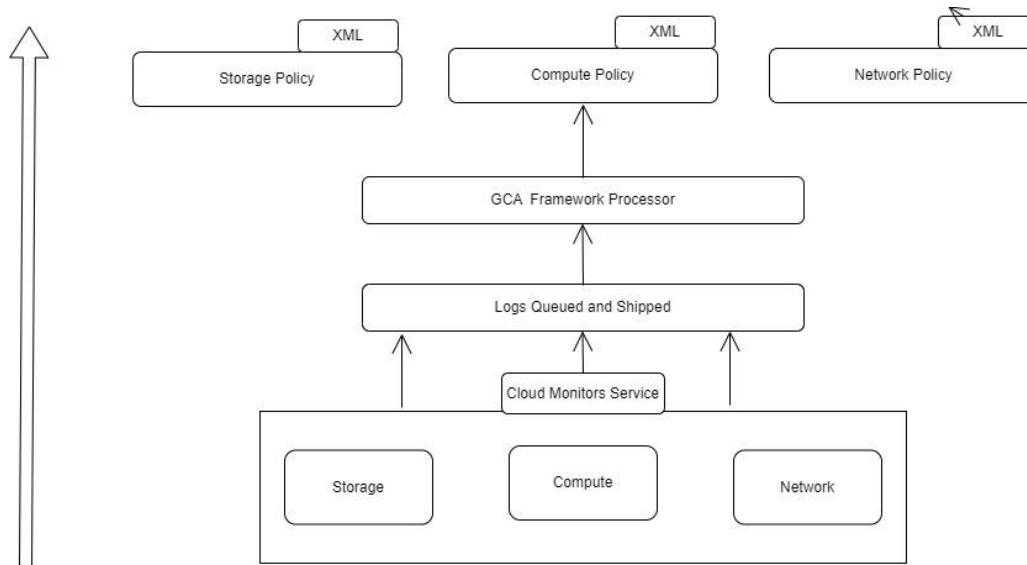 XML
XML
XML
Storage Policy
Compute Policy
Network Policy
GCA Framework Processor
Logs Queued and Shipped
Cloud Monitors Service
Storage
Compute
Network